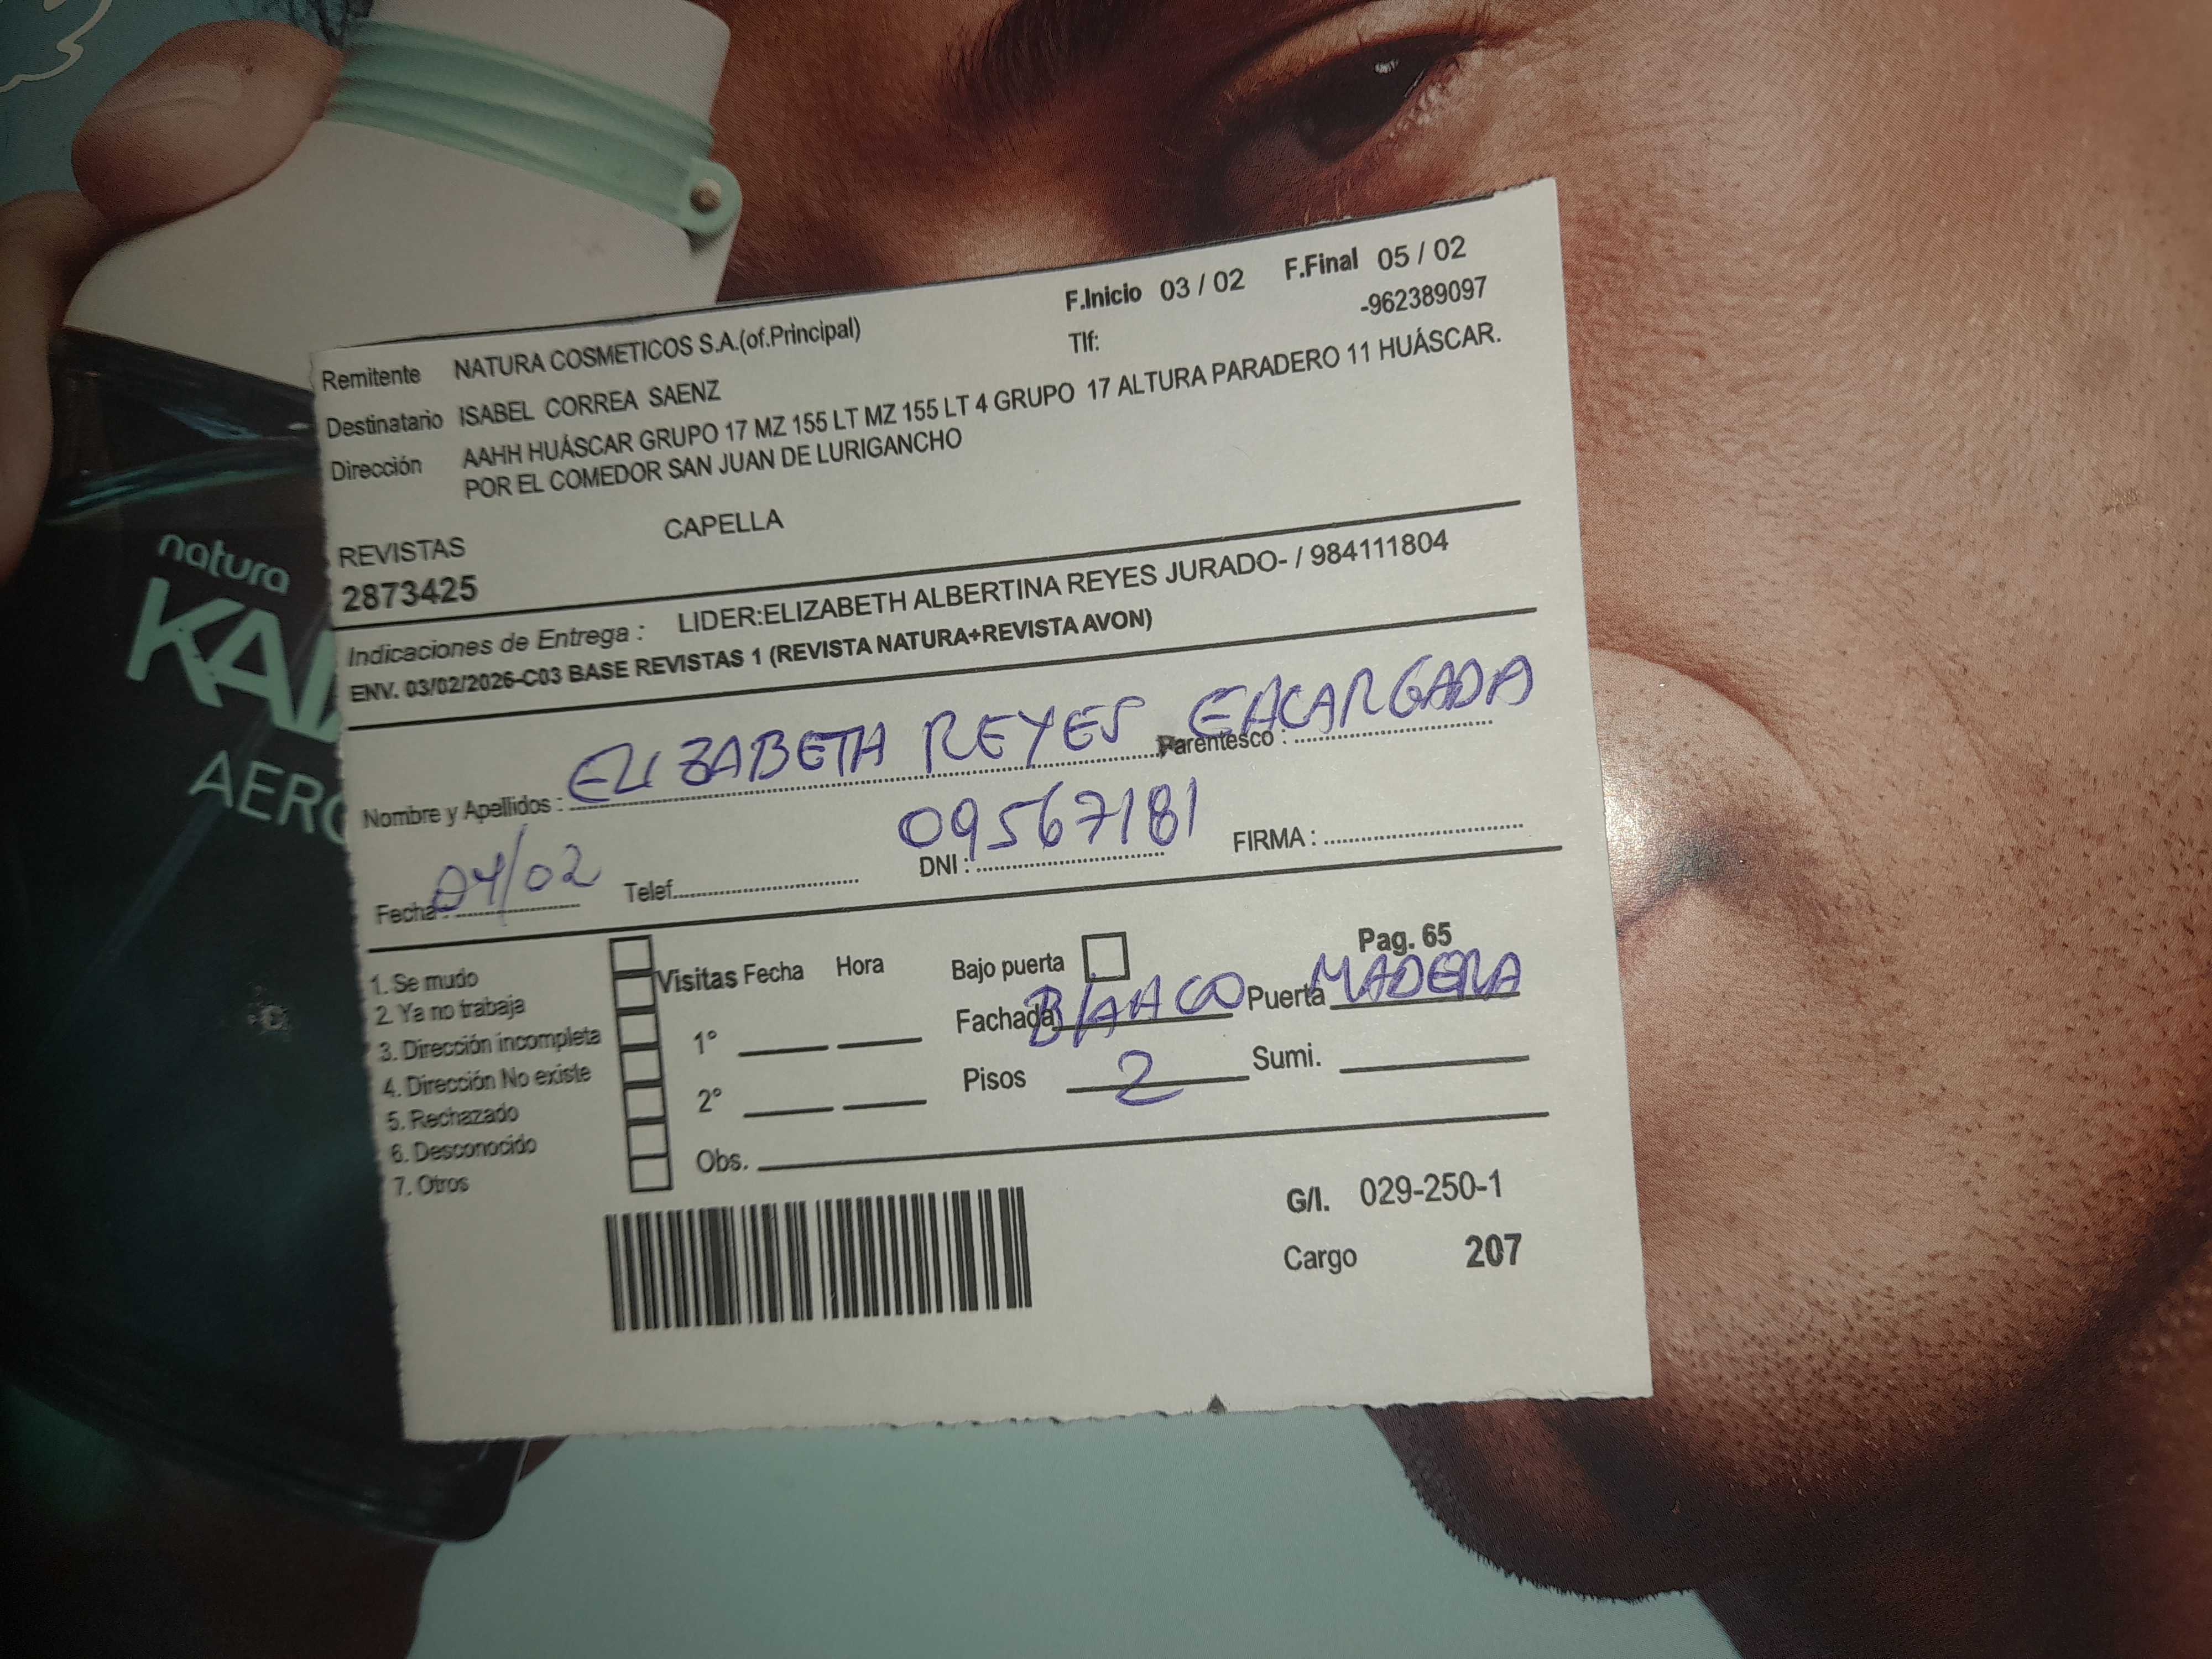 natura
KAI
AERO
F.Inicio 03 / 02 F.Final 05 / 02
Remitente NATURA COSMETICOS S.A.(of.Principal) Tlf: -962389097
Destinatario ISABEL CORREA SAENZ
Dirección AAHH HUÁSCAR GRUPO 17 MZ 155 LT MZ 155 LT 4 GRUPO 17 ALTURA PARADERO 11 HUÁSCAR.
POR EL COMEDOR SAN JUAN DE LURIGANCHO
REVISTAS CAPELLA
2873425
Indicaciones de Entrega : LIDER:ELIZABETH ALBERTINA REYES JURADO- / 984111804
ENV. 03/02/2026-C03 BASE REVISTAS 1 (REVISTA NATURA+REVISTA AVON)
Nombre y Apellidos : ELIZABETH REYES Parentesco : ENCARGADA
Fecha : 04/02 Telef. DNI : 09567181 FIRMA :
Pag. 65
1. Se mudo Visitas Fecha Hora Bajo puerta
2. Ya no trabaja Fachada BLANCO Puerta MADERA
3. Dirección incompleta 1°
4. Dirección No existe Pisos 2 Sumi.
5. Rechazado 2°
6. Desconocido
7. Otros Obs.
G/I. 029-250-1
Cargo 207